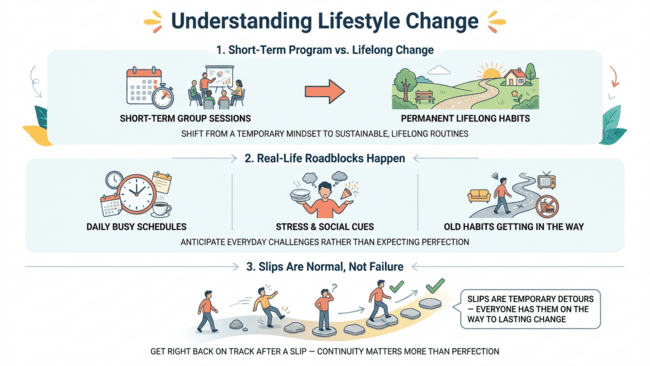 Understanding Lifestyle Change
1. Short-Term Program vs. Lifelong Change
SHORT-TERM GROUP SESSIONS
PERMANENT LIFELONG HABITS
SHIFT FROM A TEMPORARY MINDSET TO SUSTAINABLE, LIFELONG ROUTINES
2. Real-Life Roadblocks Happen
DAILY BUSY SCHEDULES
STRESS & SOCIAL CUES
OLD HABITS GETTING IN THE WAY
ANTICIPATE EVERYDAY CHALLENGES RATHER THAN EXPECTING PERFECTION
3. Slips Are Normal, Not Failure
SLIPS ARE TEMPORARY DETOURS
— EVERYONE HAS THEM ON THE
WAY TO LASTING CHANGE
GET RIGHT BACK ON TRACK AFTER A SLIP — CONTINUITY MATTERS MORE THAN PERFECTION